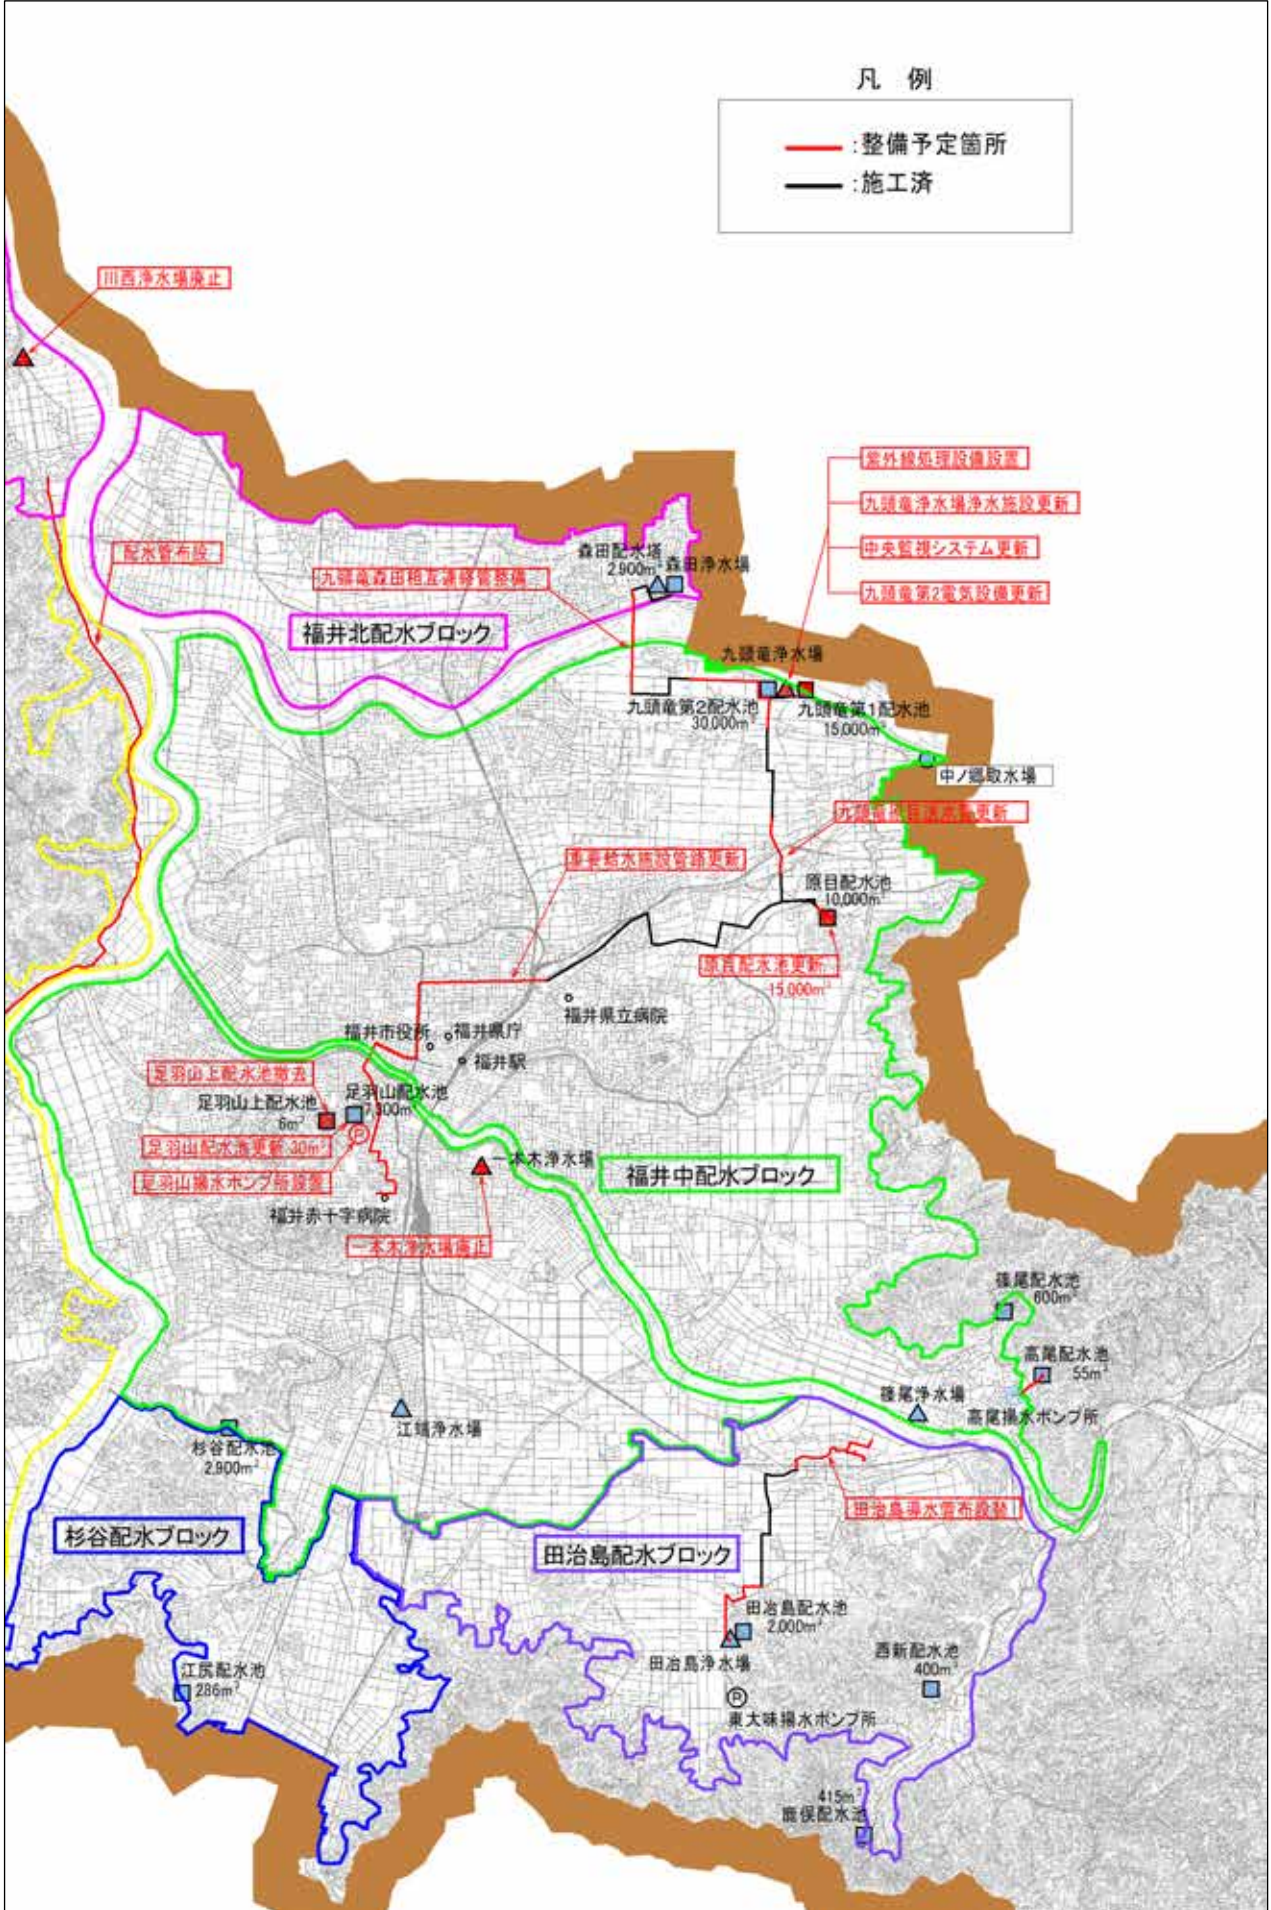 凡 例
:整備予定箇所
:施工済
川西浄水場廃止
紫外線処理設備設置
九頭竜浄水場浄水施設更新
中央監視システム更新
九頭竜第2電気設備更新
配水管布設
森田配水塔
2,900m³
森田浄水場
九頭竜森田相互連絡管整備
福井北配水ブロック
九頭竜浄水場
九頭竜第2配水池
30,000m³
九頭竜第1配水池
15,000m³
中ノ郷取水場
九頭竜原目送水管更新
重要給水施設管路更新
原目配水池
10,000m³
原目配水池更新
15,000m³
福井県立病院
福井市役所
福井県庁
福井駅
足羽山上配水池撤去
足羽山上配水池
6m³
足羽山配水池
7,300m³
足羽山配水池更新 30m³
P
足羽山揚水ポンプ所設置
福井赤十字病院
一本木浄水場
一本木浄水場廃止
福井中配水ブロック
篠尾配水池
600m³
高尾配水池
55m³
高尾揚水ポンプ所
篠尾浄水場
江端浄水場
杉谷配水池
2,900m³
杉谷配水ブロック
田治島配水ブロック
田治島導水管布設替
田治島配水池
2,000m³
田治島浄水場
西新配水池
400m³
P
東大味揚水ポンプ所
江尻配水池
286m³
415m³
鹿俣配水池